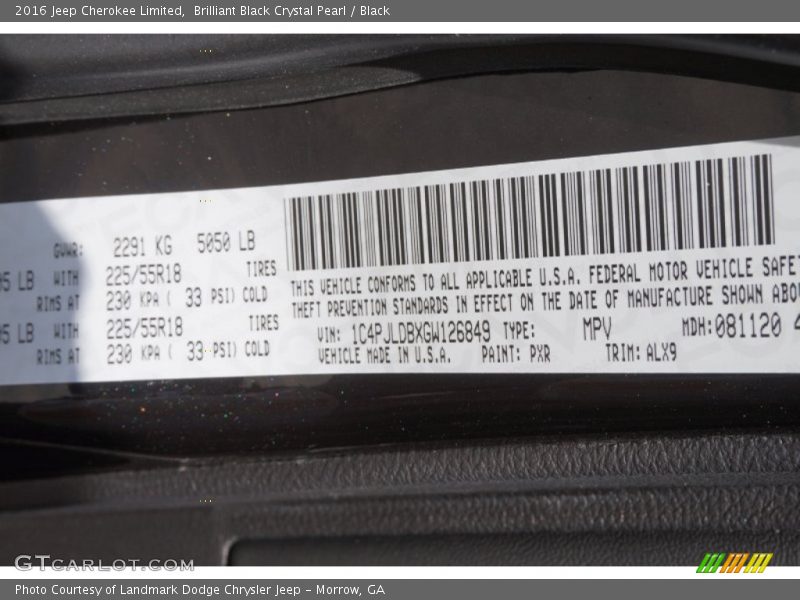 2016 Jeep Cherokee Limited,  Brilliant Black Crystal Pearl / Black
GVWR: 2291 KG 5050 LB
LB WITH 225/55R18 TIRES
RIMS AT 230 KPA ( 33 PSI) COLD
LB WITH 225/55R18 TIRES
RIMS AT 230 KPA ( 33 PSI) COLD
THIS VEHICLE CONFORMS TO ALL APPLICABLE U.S.A. FEDERAL MOTOR VEHICLE SAFE
THEFT PREVENTION STANDARDS IN EFFECT ON THE DATE OF MANUFACTURE SHOWN ABO
VIN: 1C4PJLDBXGW126849 TYPE: MPV MDH: 081120 4
VEHICLE MADE IN U.S.A. PAINT: PXR TRIM: ALX9
GTCARLOT.COM
Photo Courtesy of Landmark Dodge Chrysler Jeep – Morrow, GA